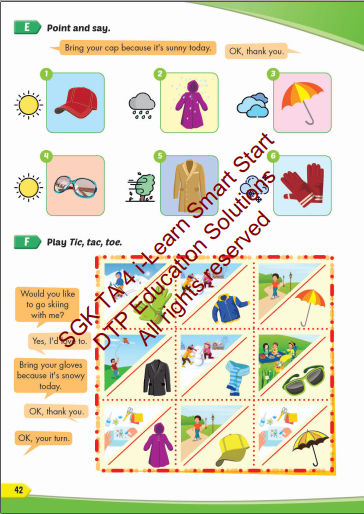 E Point and say.
Bring your cap because it's sunny today.
OK, thank you.
1
2
3
4
5
6
F Play Tic, tac, toe.
Would you
like to
go skiing
with me?
Yes, I'd love to.
Bring your gloves
because it's snowy
today.
OK, thank you.
OK, your turn.
SGK TA 4 i-Learn Smart Start
DTP Education Solutions
All rights reserved
42